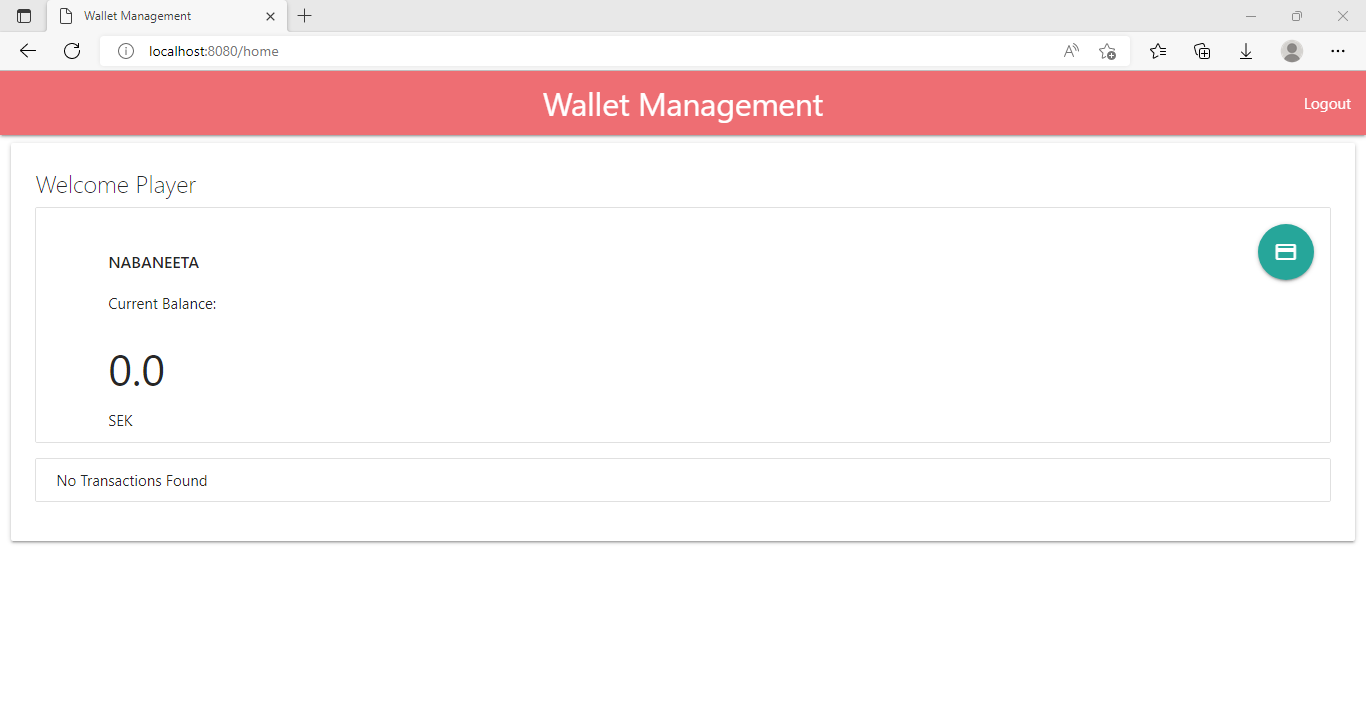 Wallet Management
localhost:8080/home
Wallet Management
Logout
Welcome Player
NABANEETA
Current Balance:
0.0
SEK
No Transactions Found